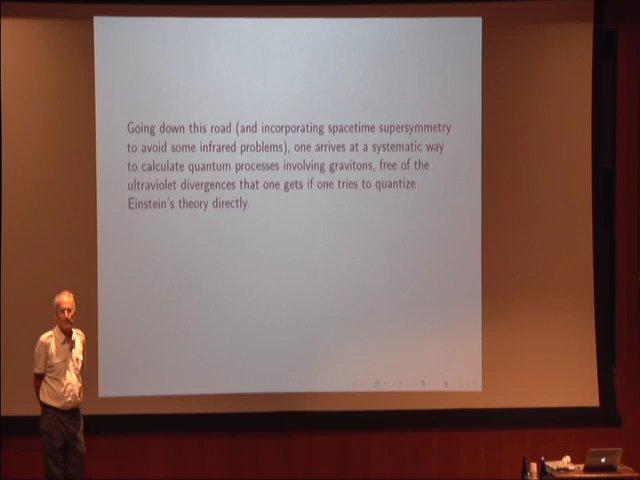 Going down this road (and incorporating spacetime supersymmetry
to avoid some infrared problems), one arrives at a systematic way
to calculate quantum processes involving gravitons, free of the
ultraviolet divergences that one gets if one tries to quantize
Einstein's theory directly.